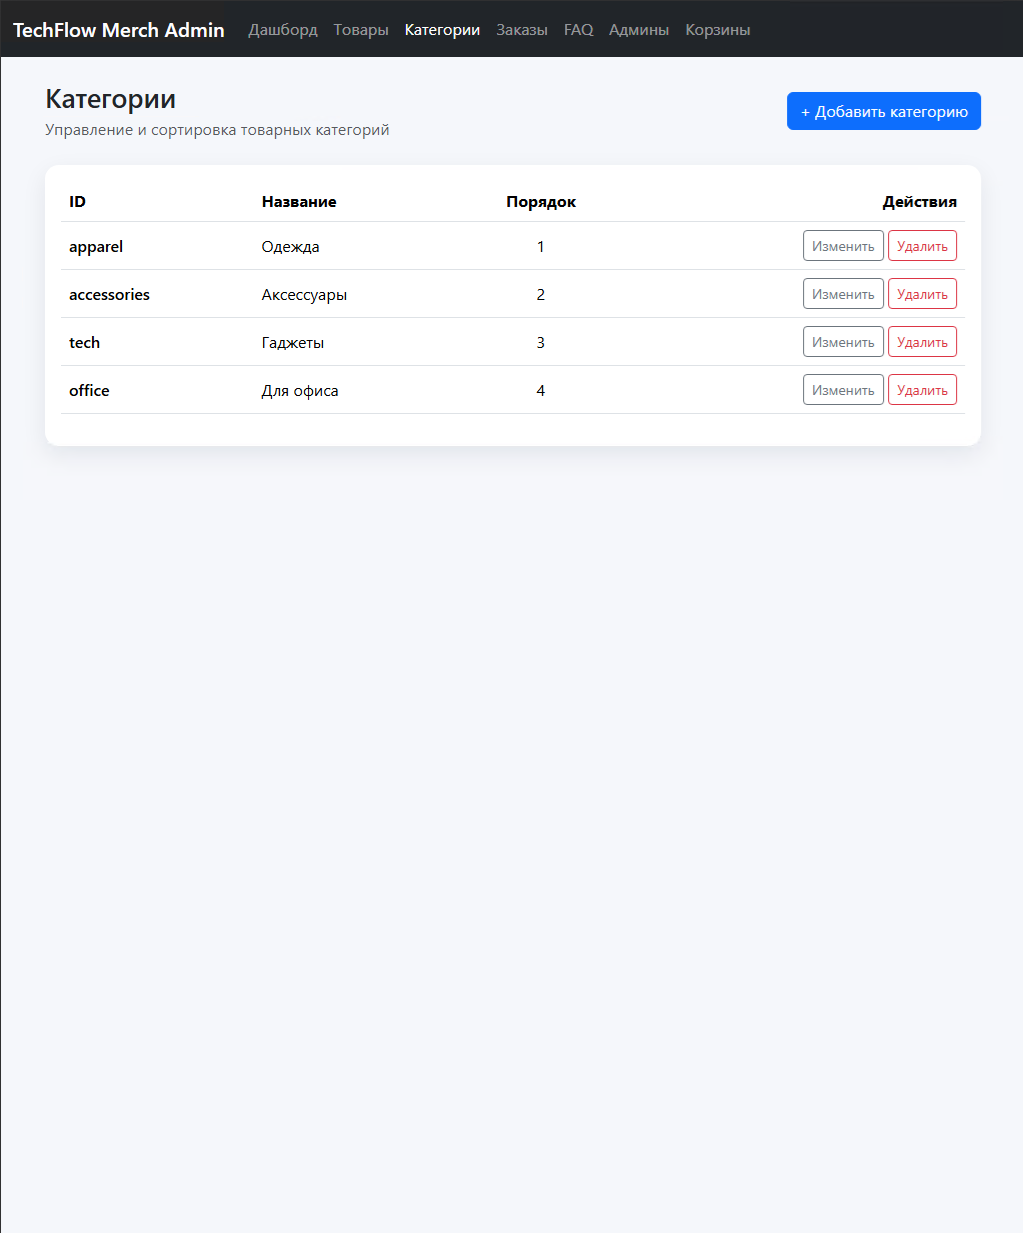 TechFlow Merch Admin Дашборд Товары Категории Заказы FAQ Админы Корзины
Категории
+ Добавить категорию
Управление и сортировка товарных категорий
ID Название Порядок Действия
apparel Одежда 1 Изменить Удалить
accessories Аксессуары 2 Изменить Удалить
tech Гаджеты 3 Изменить Удалить
office Для офиса 4 Изменить Удалить